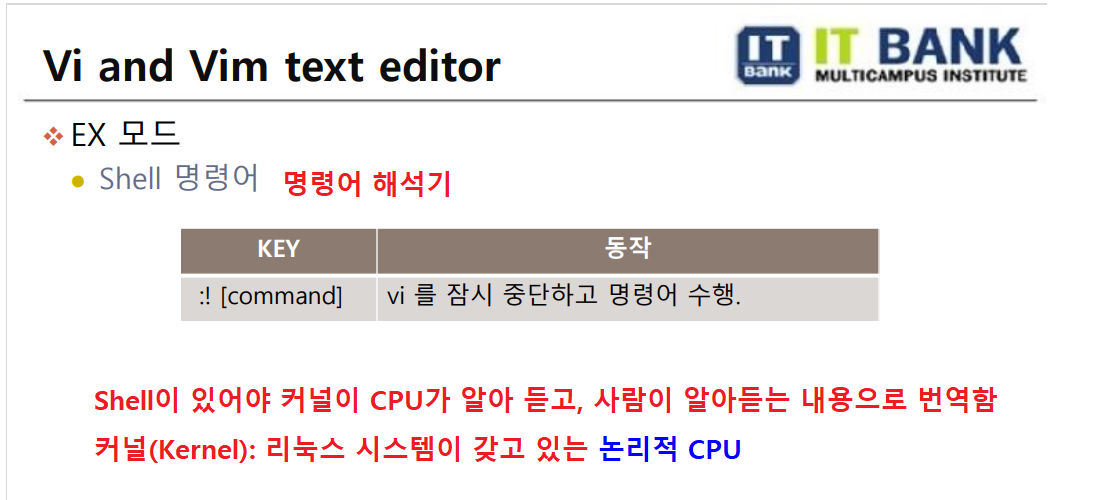 Vi and Vim text editor
IT Bank
IT BANK
MULTICAMPUS INSTITUTE
EX 모드
Shell 명령어 명령어 해석기
KEY 동작
:! [command] vi 를 잠시 중단하고 명령어 수행.
Shell이 있어야 커널이 CPU가 알아 듣고, 사람이 알아듣는 내용으로 번역함
커널(Kernel): 리눅스 시스템이 갖고 있는 논리적 CPU